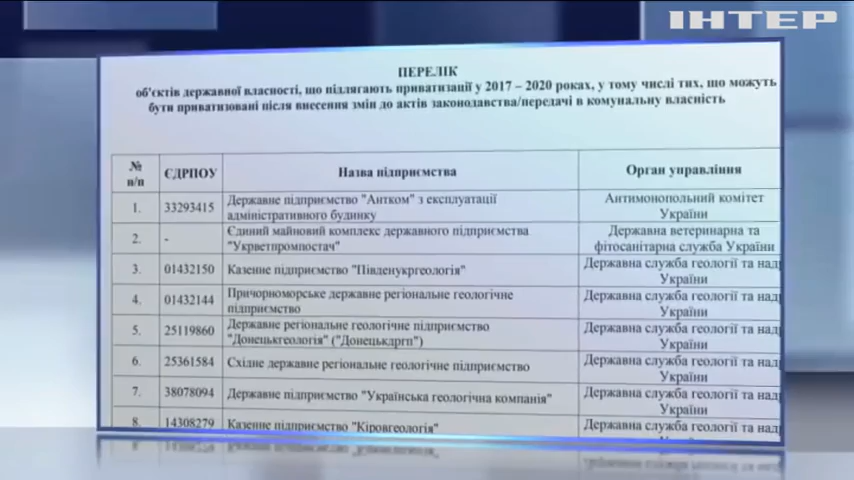 ІНТЕР
ПЕРЕЛІК
об'єктів державної власності, що підлягають приватизації у 2017 – 2020 роках, у тому числі тих, що можуть
бути приватизовані після внесення змін до актів законодавства/передачі в комунальну власність
№ п/п ЄДРПОУ Назва підприємства Орган управління
1. 33293415 Державне підприємство "Антком" з експлуатації Антимонопольний комітет
адміністративного будинку України
2. - Єдиний майновий комплекс державного підприємства Державна ветеринарна та
"Укрветпромпостач" фітосанітарна служба України
3. 01432150 Казенне підприємство "Південукргеологія" Державна служба геології та надр
України
4. 01432144 Причорноморське державне регіональне геологічне Державна служба геології та надр
підприємство України
5. 25119860 Державне регіональне геологічне підприємство Державна служба геології та надр
"Донецькгеологія" ("Донецькдргп") України
6. 25361584 Східне державне регіональне геологічне підприємство Державна служба геології та надр
України
7. 38078094 Державне підприємство "Українська геологічна компанія" Державна служба геології та надр
України
8. 14308279 Казенне підприємство "Кіровгеологія" Державна служба геології та надр